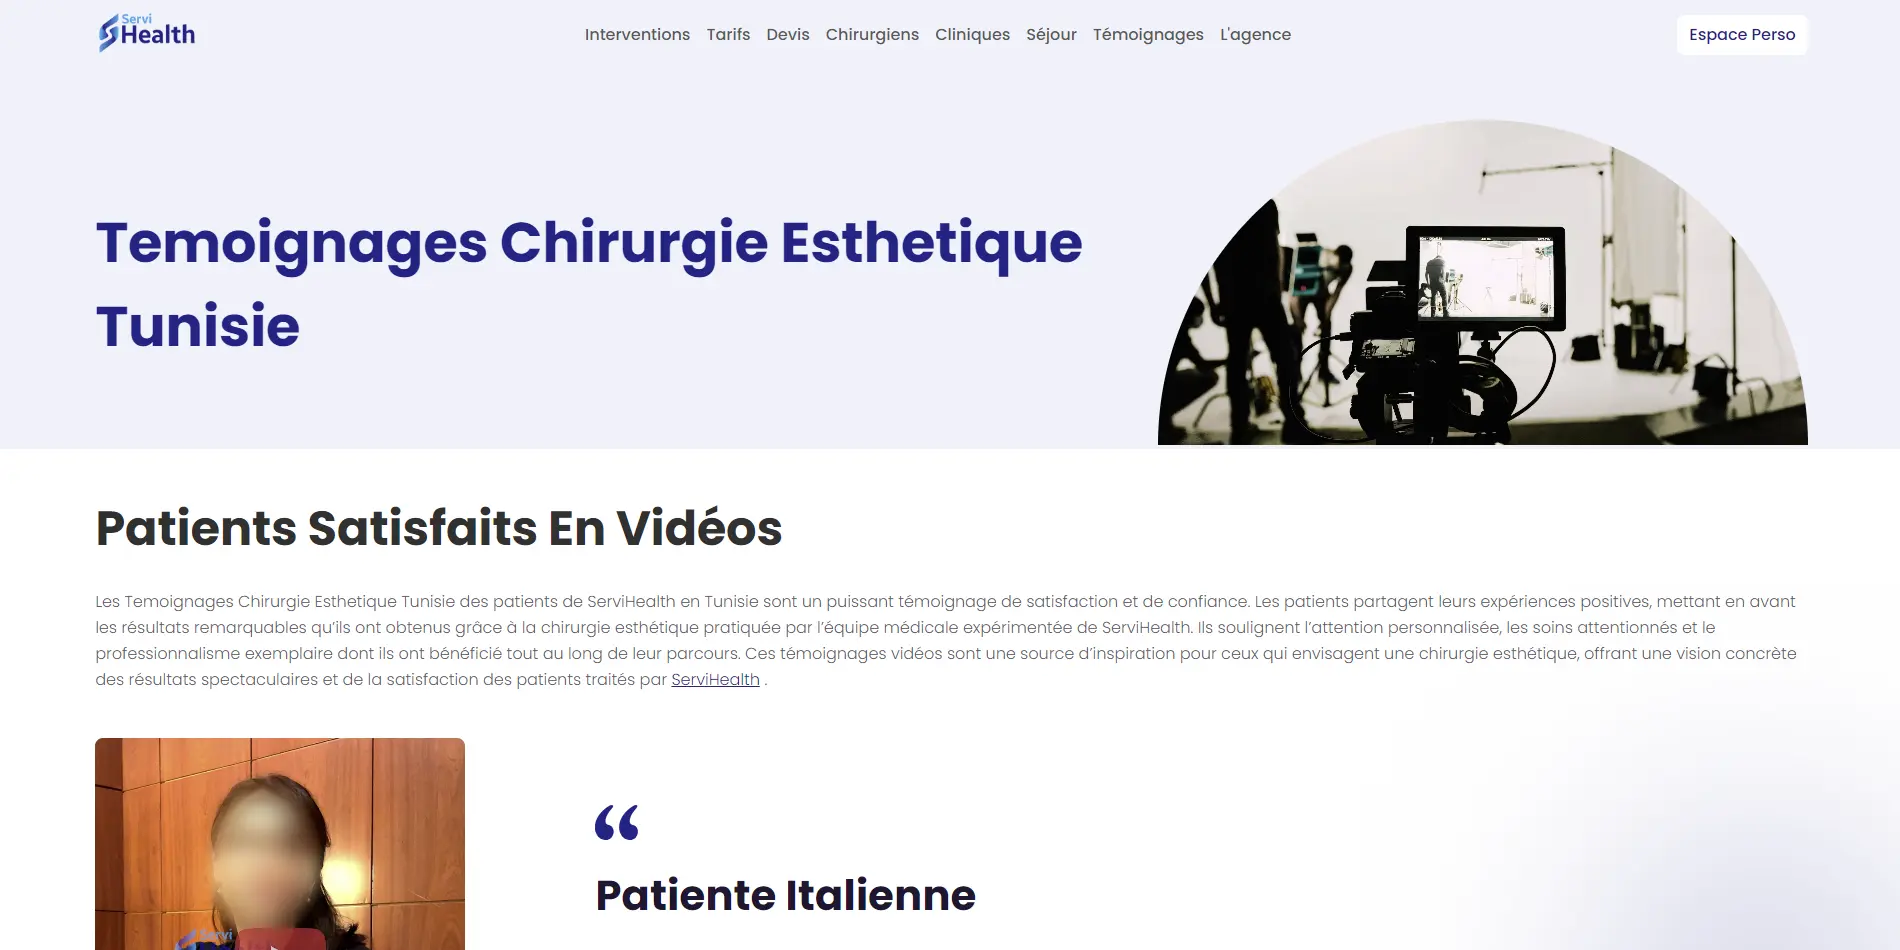 Servi
Health
Interventions Tarifs Devis Chirurgiens Cliniques Séjour Témoignages L'agence
Espace Perso
Temoignages Chirurgie Esthetique
Tunisie
Patients Satisfaits En Vidéos
Les Temoignages Chirurgie Esthetique Tunisie des patients de ServiHealth en Tunisie sont un puissant témoignage de satisfaction et de confiance. Les patients partagent leurs expériences positives, mettant en avant
les résultats remarquables qu’ils ont obtenus grâce à la chirurgie esthétique pratiquée par l’équipe médicale expérimentée de ServiHealth. Ils soulignent l’attention personnalisée, les soins attentionnés et le
professionnalisme exemplaire dont ils ont bénéficié tout au long de leur parcours. Ces témoignages vidéos sont une source d’inspiration pour ceux qui envisagent une chirurgie esthétique, offrant une vision concrète
des résultats spectaculaires et de la satisfaction des patients traités par ServiHealth .
“
Patiente Italienne
Servi